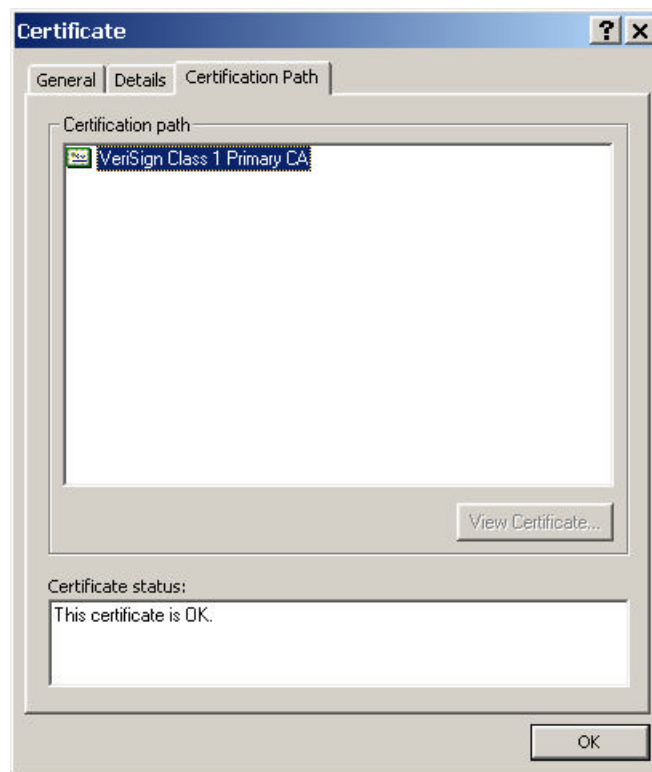 Certificate
General Details Certification Path
Certification path
VeriSign Class 1 Primary CA
View Certificate...
Certificate status:
This certificate is OK.
OK